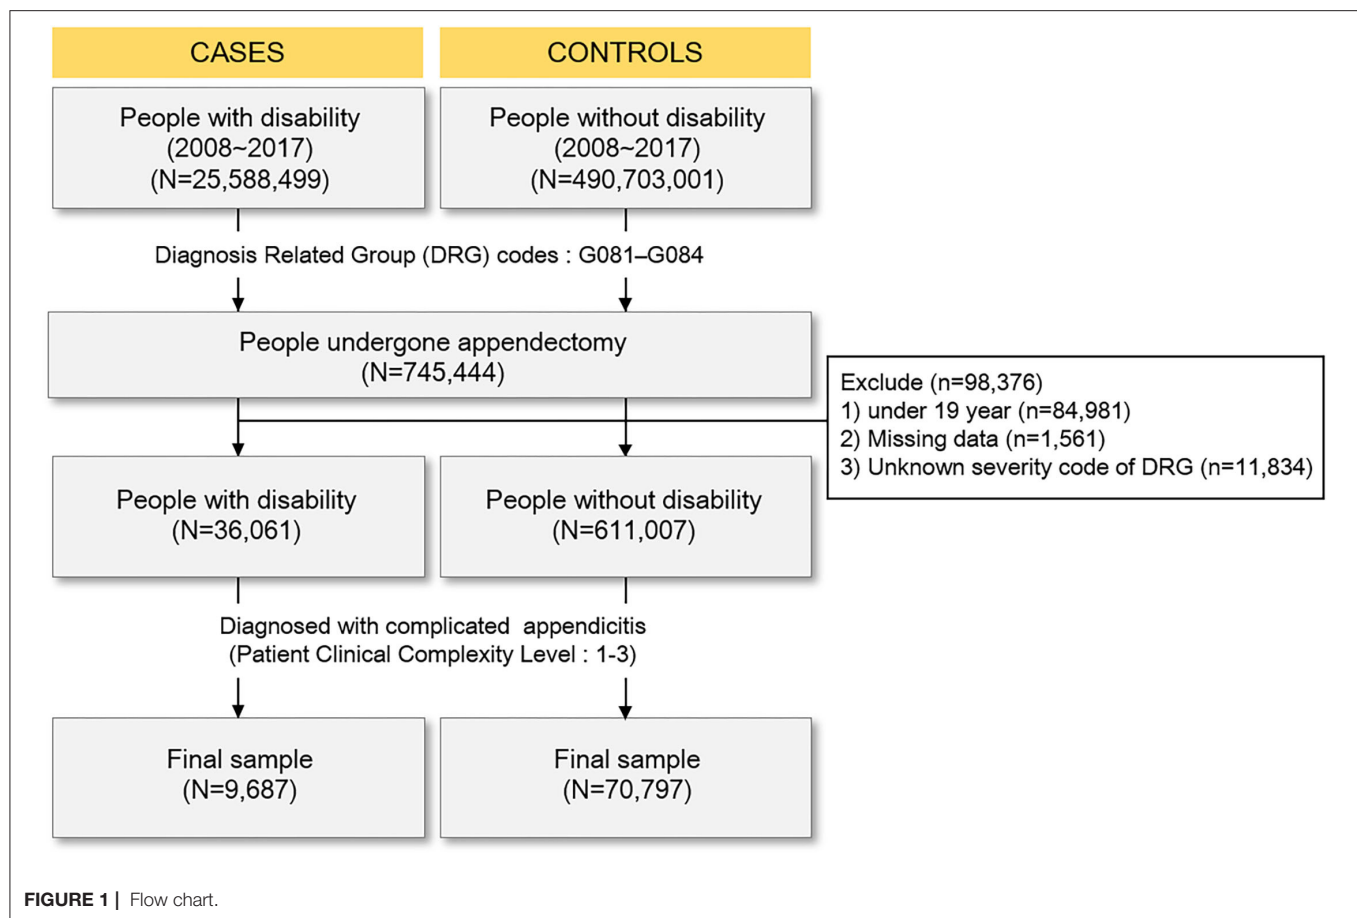 CASES
CONTROLS
People with disability
(2008~2017)
(N=25,588,499)
People without disability
(2008~2017)
(N=490,703,001)
Diagnosis Related Group (DRG) codes : G081–G084
People undergone appendectomy
(N=745,444)
Exclude (n=98,376)
1) under 19 year (n=84,981)
2) Missing data (n=1,561)
3) Unknown severity code of DRG (n=11,834)
People with disability
(N=36,061)
People without disability
(N=611,007)
Diagnosed with complicated appendicitis
(Patient Clinical Complexity Level : 1-3)
Final sample
(N=9,687)
Final sample
(N=70,797)
FIGURE 1 | Flow chart.